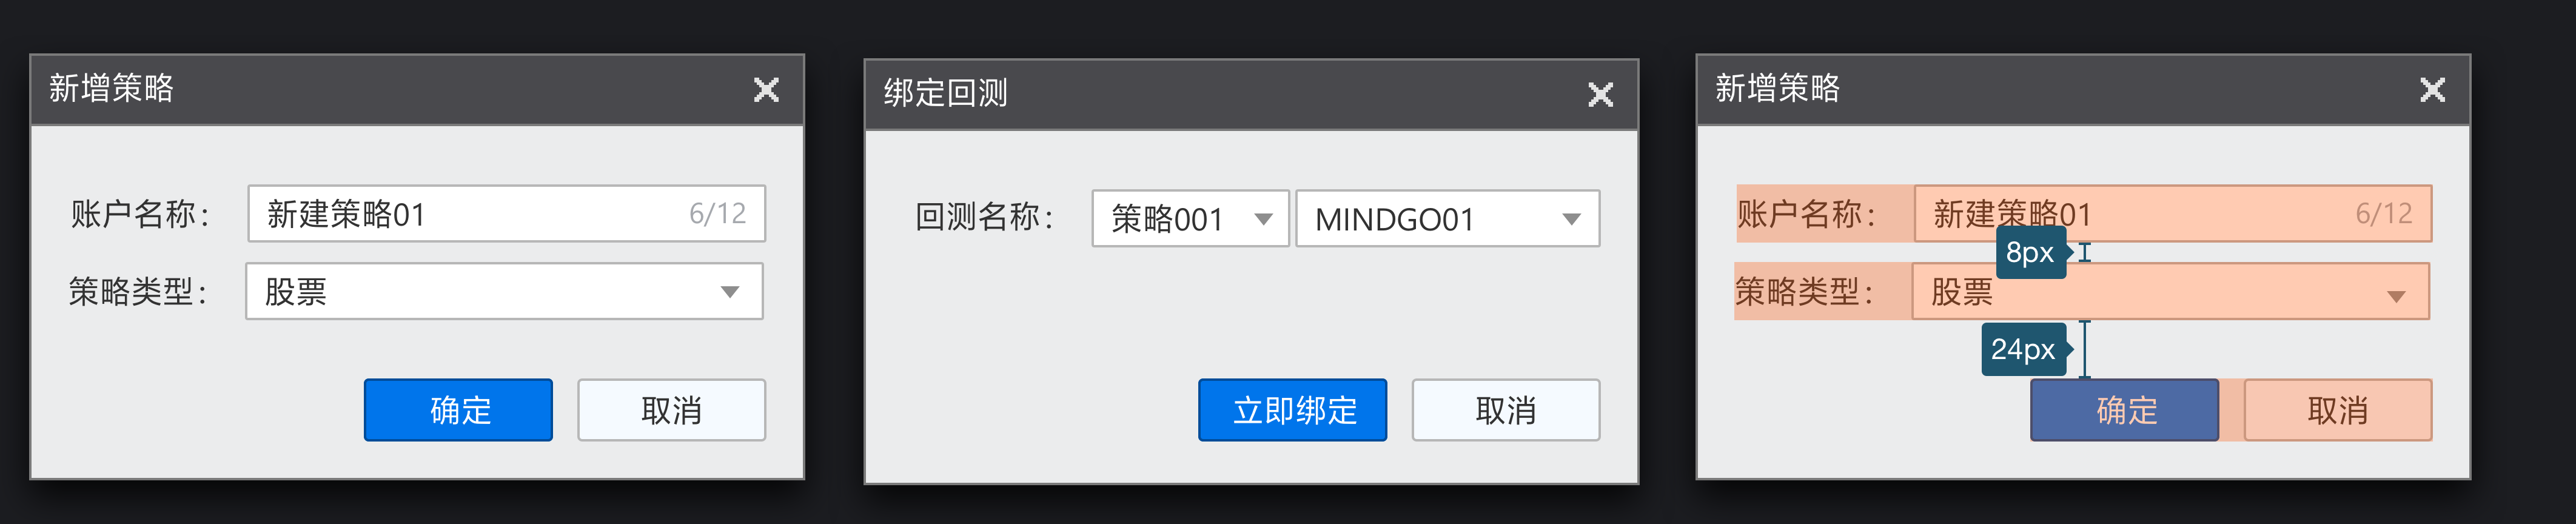 新增策略
账户名称：
新建策略01
6/12
策略类型：
股票
确定
取消
绑定回测
回测名称：
策略001
MINDGO01
立即绑定
取消
新增策略
账户名称：
新建策略01
6/12
8px
策略类型：
股票
24px
确定
取消